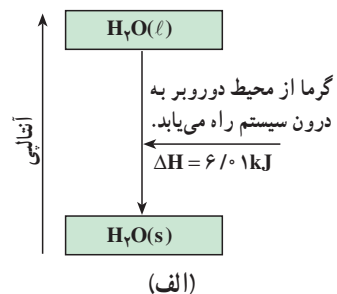 H₂O(ℓ)
آنتالپی
گرما از محیط دوروبر به
درون سیستم راه می‌یابد.
ΔH = ۶/۰۱kJ
H₂O(s)
(الف)